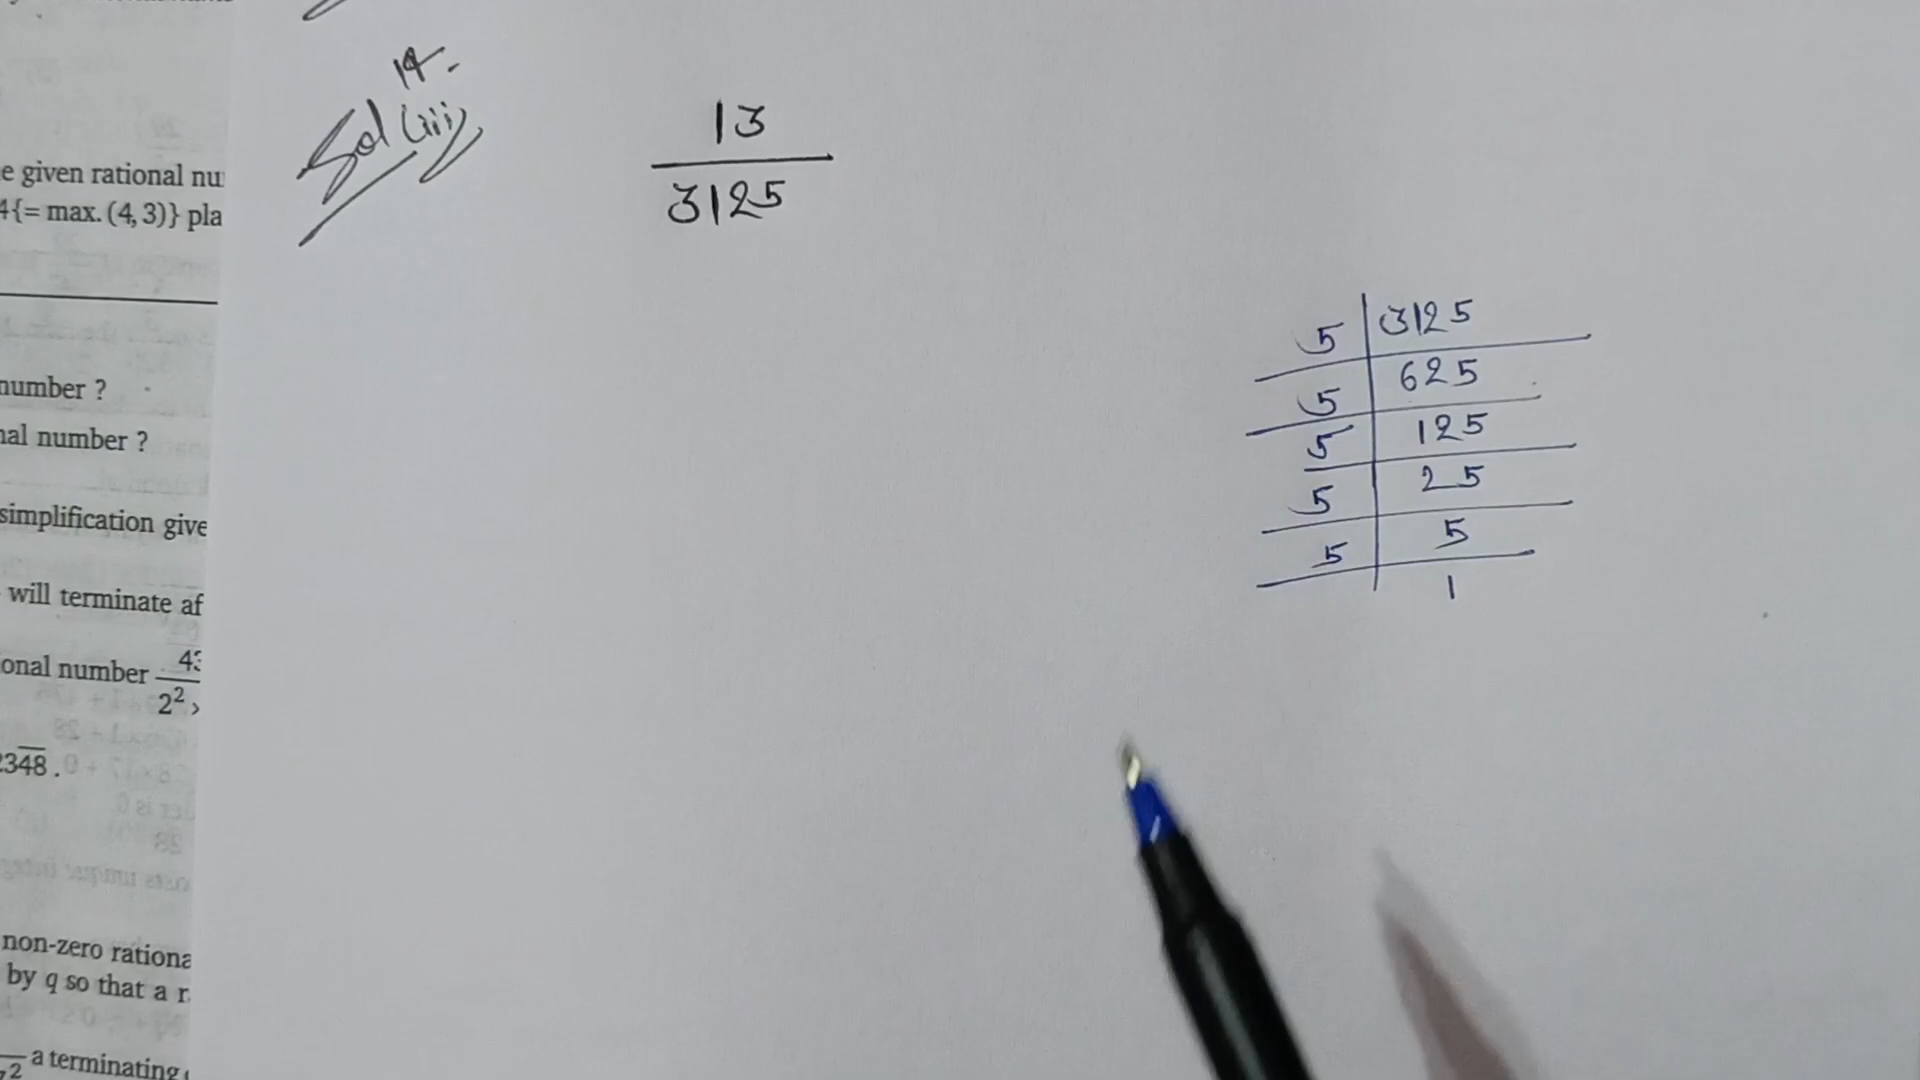 e given rational nu
4{= max. (4, 3)} pla
number ?
nal number ?
simplification give
will terminate af
onal number 43
2²
2348 .
non-zero rationa
by q so that a r
a terminating
14.
Sol (iii)
13
3125
5 | 3125
5 | 625
5 | 125
5 | 25
5 | 5
1